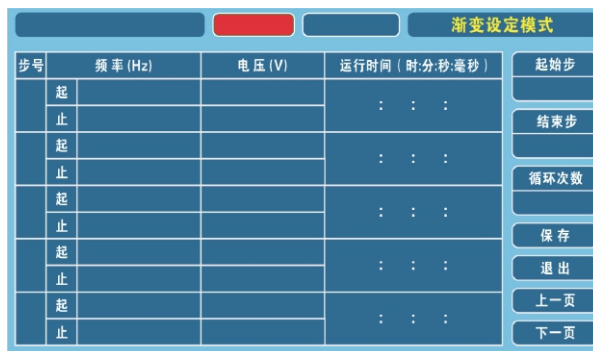 渐变设定模式
步号 频率(Hz) 电压(V) 运行时间(时:分:秒:毫秒)
起
: : :
止
起
: : :
止
起
: : :
止
起
: : :
止
起
: : :
止
起始步
结束步
循环次数
保存
退出
上一页
下一页